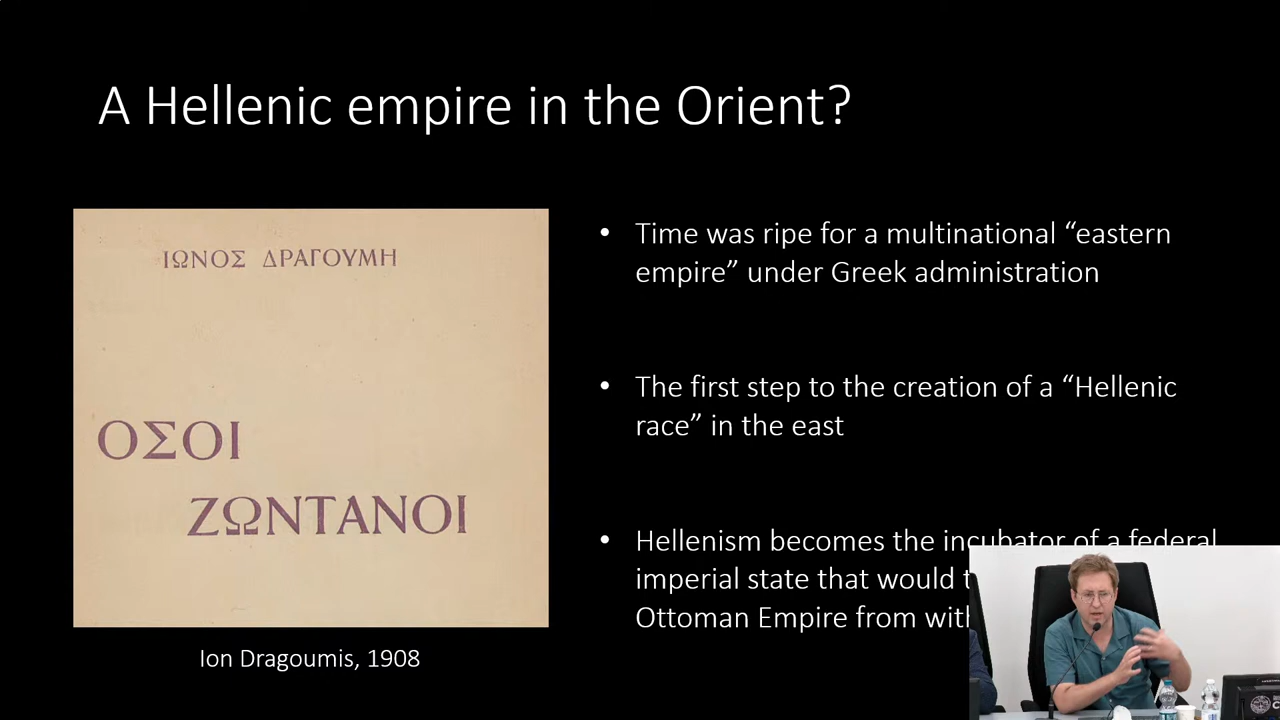 A Hellenic empire in the Orient?
ΙΩΝΟΣ ΔΡΑΓΟΥΜΗ
ΟΣΟΙ
ΖΩΝΤΑΝΟΙ
Ion Dragoumis, 1908
• Time was ripe for a multinational “eastern
empire” under Greek administration
• The first step to the creation of a “Hellenic
race” in the east
• Hellenism becomes the incubator of a federal
imperial state that would
Ottoman Empire from